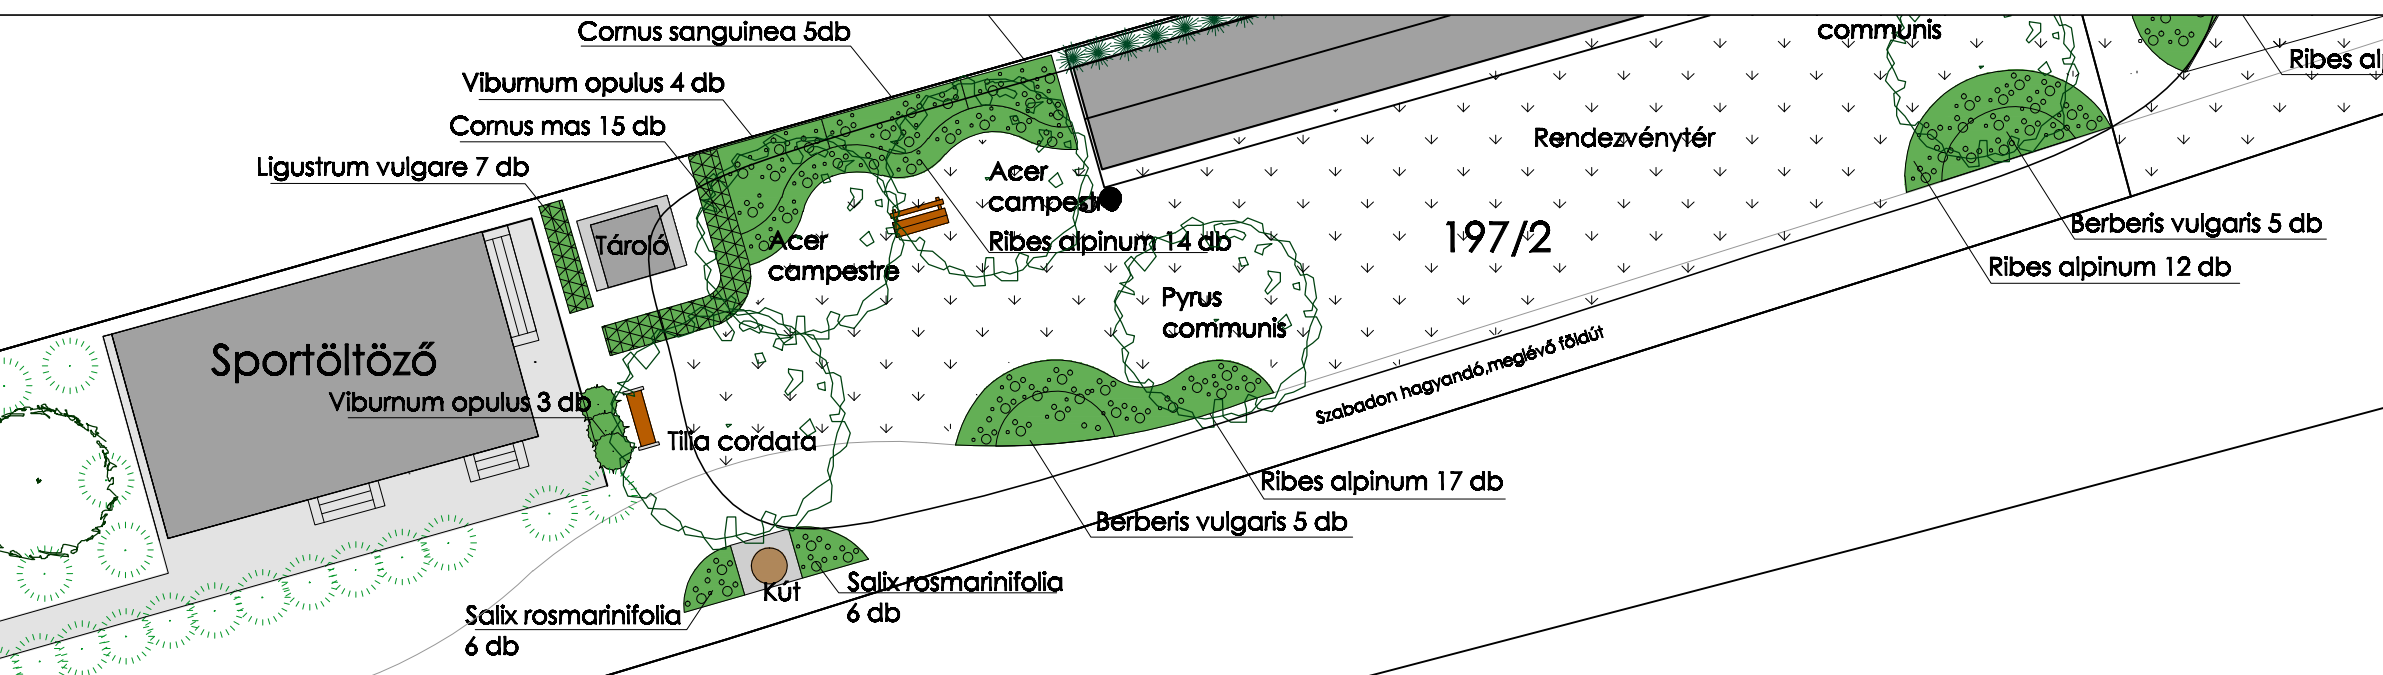 Cornus sanguinea 5db
communis
Ribes al
Viburnum opulus 4 db
Cornus mas 15 db
Rendezvénytér
Ligustrum vulgare 7 db
Acer
campestre
197/2
Berberis vulgaris 5 db
Tároló
Acer
campestre
Ribes alpinum 14 db
Ribes alpinum 12 db
Pyrus
communis
Sportöltöző
Szabadon hagyandó,meglévő földút
Viburnum opulus 3 db
Tilia cordata
Ribes alpinum 17 db
Berberis vulgaris 5 db
Kút
Salix rosmarinifolia
6 db
Salix rosmarinifolia
6 db